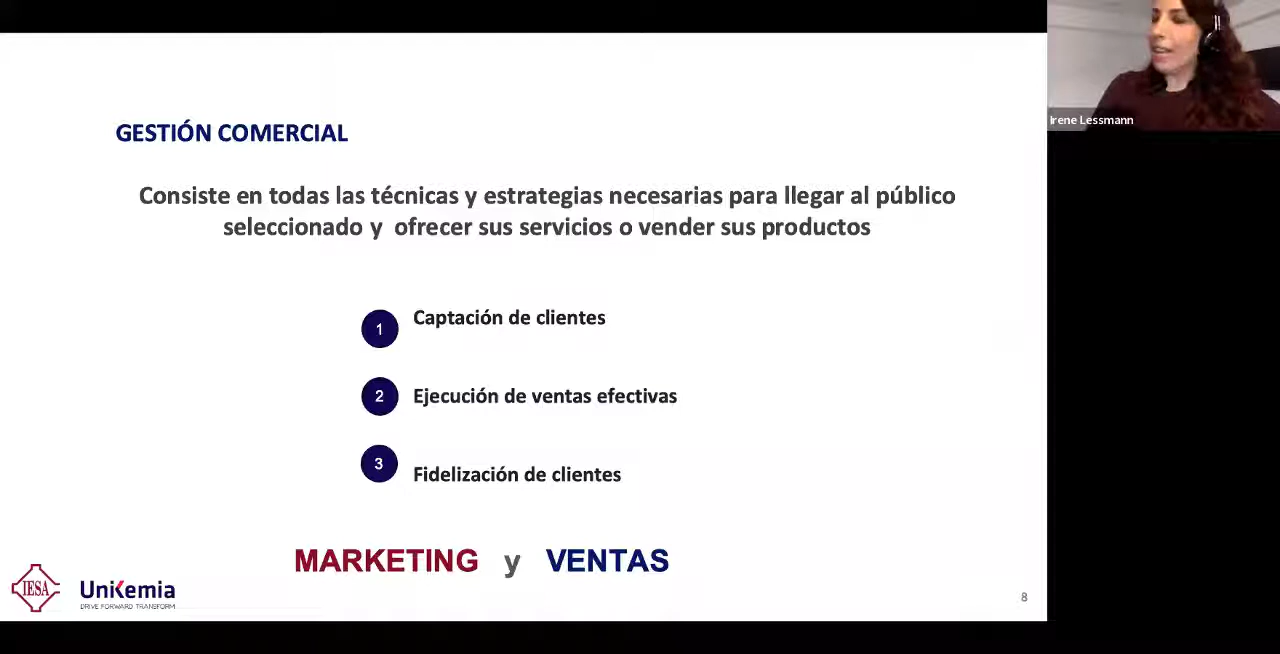 Irene Lessmann
GESTIÓN COMERCIAL
Consiste en todas las técnicas y estrategias necesarias para llegar al público
seleccionado y ofrecer sus servicios o vender sus productos
1 Captación de clientes
2 Ejecución de ventas efectivas
3 Fidelización de clientes
MARKETING y VENTAS
IESA
UniKemia
DRIVE FORWARD TRANSFORM
8